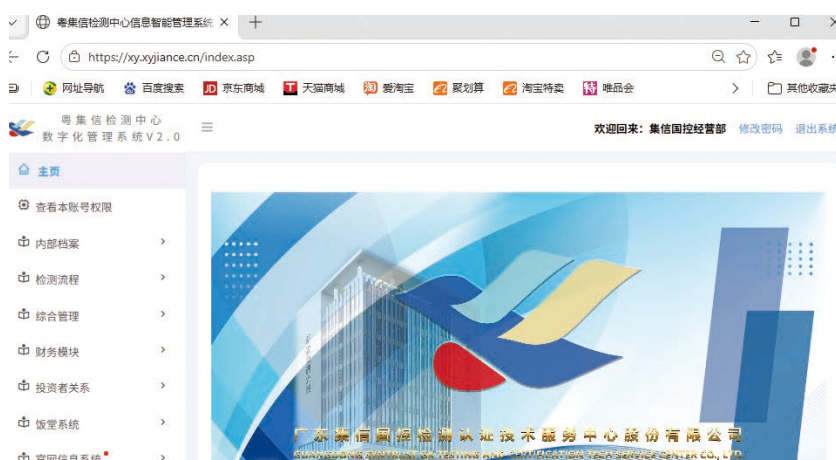 粤集信检测中心信息智能管理系统
https://xy.xyjiance.cn/index.asp
网址导航 百度搜索 京东商城 天猫商城 爱淘宝 聚划算 淘宝特卖 唯品会 其他收藏夹
粤集信检测中心
数字化管理系统V2.0
欢迎回来：集信国控经营部 修改密码 退出系统
主页
查看本账号权限
内部档案
检测流程
综合管理
财务模块
投资者关系
饭堂系统
官网信息系统
广东集信国控检测认证技术服务中心股份有限公司